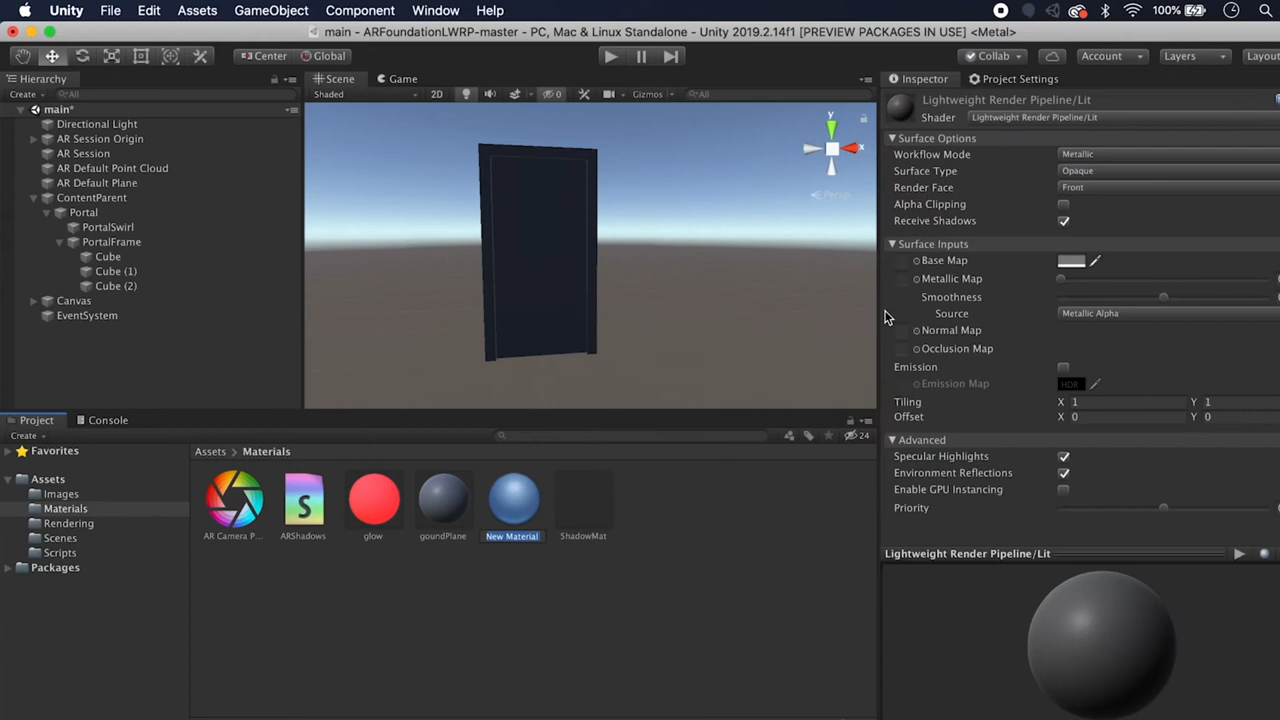 Unity File Edit Assets GameObject Component Window Help 100%
main - ARFoundationLWRP-master - PC, Mac & Linux Standalone - Unity 2019.2.14f1 [PREVIEW PACKAGES IN USE] <Metal>
Center Global Collab Account Layers Layou
Hierarchy Scene Game Inspector Project Settings
Create All Shaded 2D 0 Gizmos All
main*
Directional Light
AR Session Origin
AR Session
AR Default Point Cloud
AR Default Plane
ContentParent
Portal
PortalSwirl
PortalFrame
Cube
Cube (1)
Cube (2)
Canvas
EventSystem
y
x
Persp
Lightweight Render Pipeline/Lit
Shader Lightweight Render Pipeline/Lit
Surface Options
Workflow Mode Metallic
Surface Type Opaque
Render Face Front
Alpha Clipping
Receive Shadows
Surface Inputs
Base Map
Metallic Map
Smoothness
Source Metallic Alpha
Normal Map
Occlusion Map
Emission
Emission Map HDR
Tiling X 1 Y 1
Offset X 0 Y 0
Advanced
Specular Highlights
Environment Reflections
Enable GPU Instancing
Priority
Lightweight Render Pipeline/Lit
Project Console
Create 24
Favorites
Assets
Images
Materials
Rendering
Scenes
Scripts
Packages
Assets Materials
S
AR Camera P... ARShadows glow goundPlane New Material ShadowMat